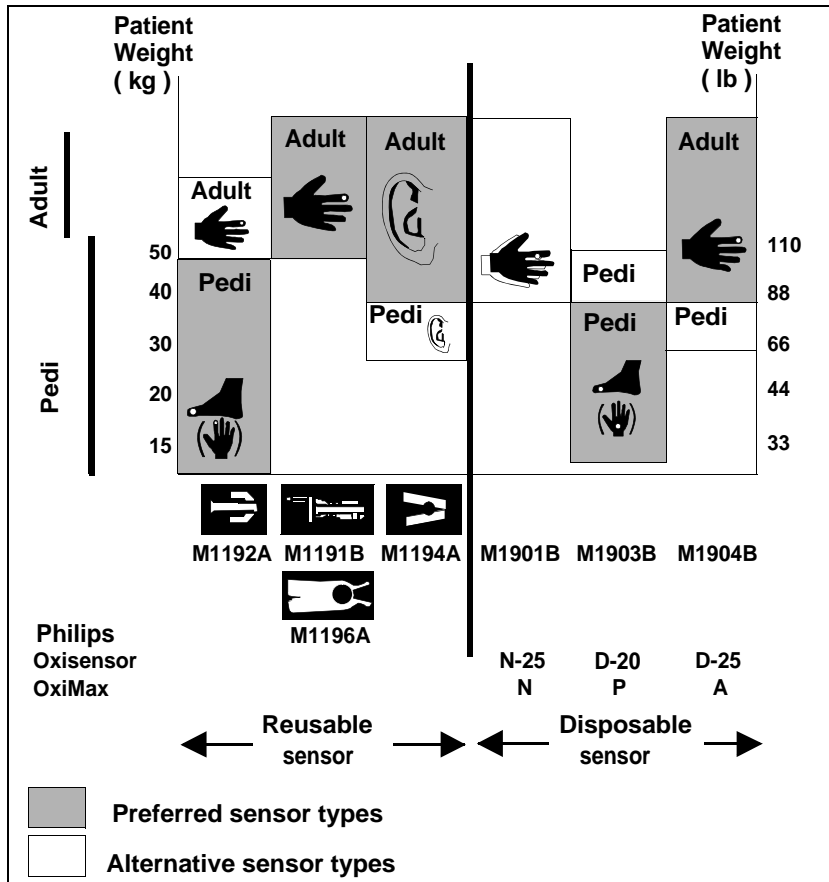 Patient
Weight
( kg )
Patient
Weight
( lb )
Adult
Pedi
50
40
30
20
15
110
88
66
44
33
Adult
Adult
Adult
Adult
Pedi
Pedi
Pedi
Pedi
Pedi
M1192A M1191B M1194A M1901B M1903B M1904B
M1196A
Philips
Oxisensor N-25 D-20 D-25
OxiMax N P A
Reusable
sensor
Disposable
sensor
Preferred sensor types
Alternative sensor types